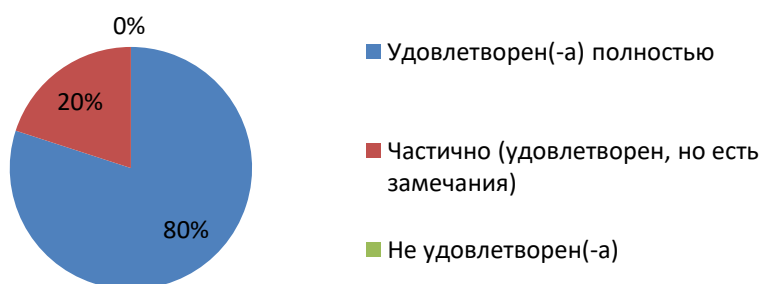 0%
20%
80%
Удовлетворен(-а) полностью
Частично (удовлетворен, но есть
замечания)
Не удовлетворен(-а)